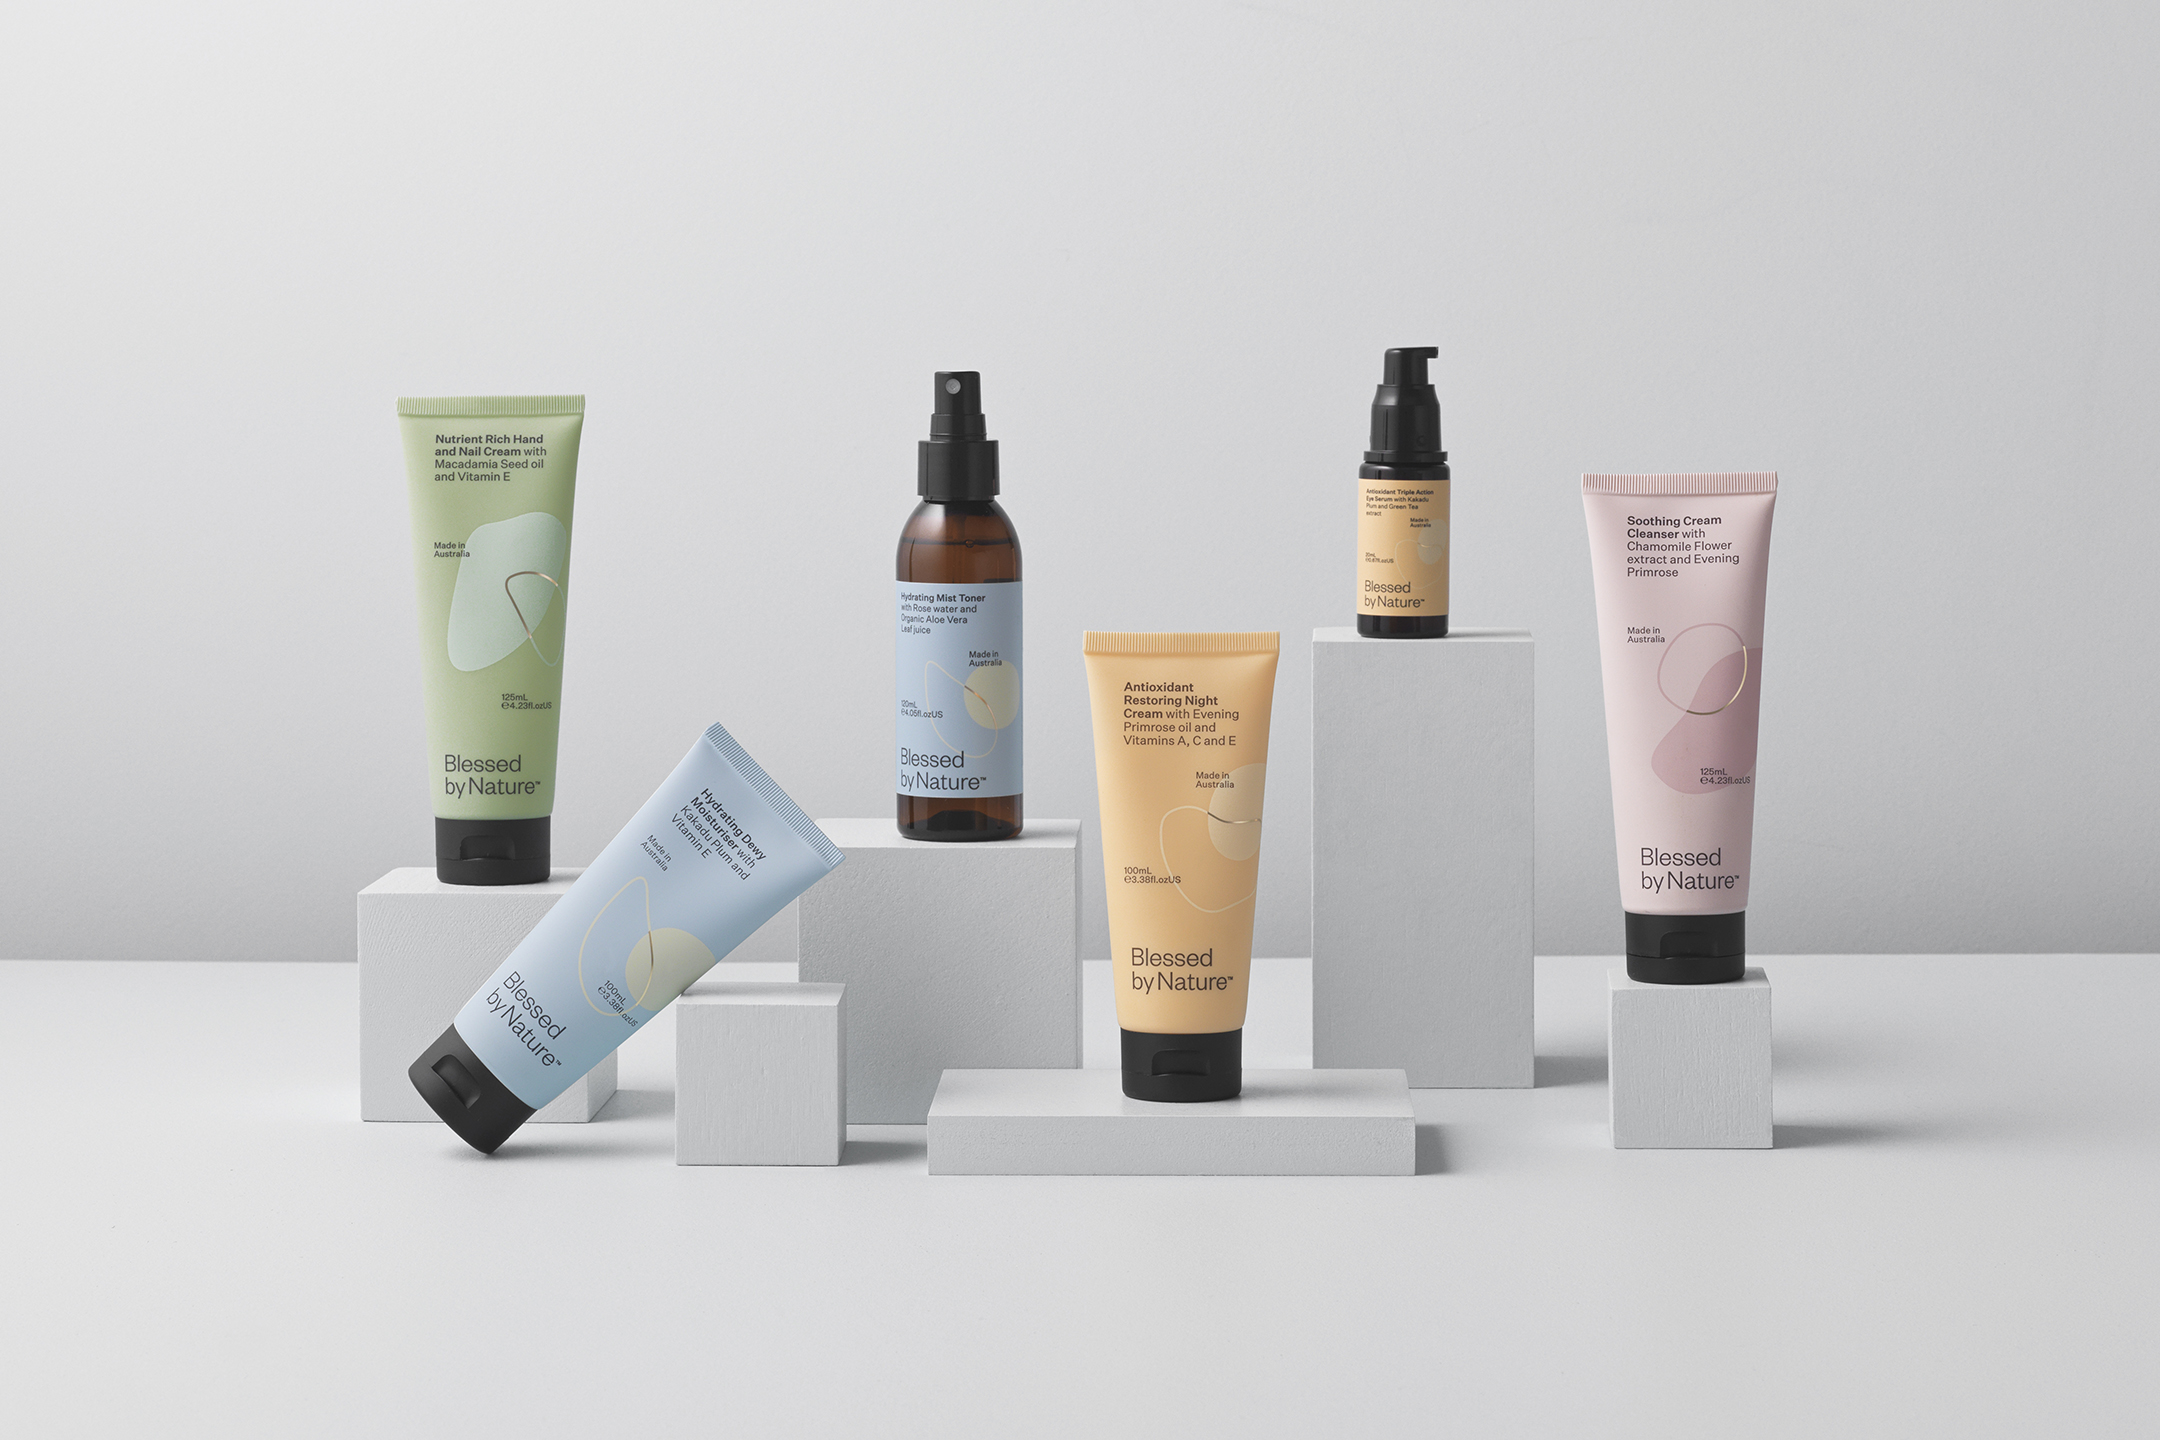 Nutrient Rich Hand
and Nail Cream with
Macadamia Seed oil
and Vitamin E
Made in
Australia
125mL
℮4.23fl.ozUS
Blessed
by Nature™
Hydrating Dewy
Moisturiser with
Kakadu Plum and
Vitamin E
Made in
Australia
100mL
℮3.38fl.ozUS
Blessed
by Nature™
Hydrating Mist Toner
with Rose water and
Organic Aloe Vera
Leaf juice
Made in
Australia
120mL
℮4.05fl.ozUS
Blessed
by Nature™
Antioxidant
Restoring Night
Cream with Evening
Primrose oil and
Vitamins A, C and E
Made in
Australia
100mL
℮3.38fl.ozUS
Blessed
by Nature™
Antioxidant Triple Action
Eye Serum with Kakadu
Plum and Green Tea
extract
Made in
Australia
20mL
℮0.67fl.ozUS
Blessed
by Nature™
Soothing Cream
Cleanser with
Chamomile Flower
extract and Evening
Primrose
Made in
Australia
125mL
℮4.23fl.ozUS
Blessed
by Nature™